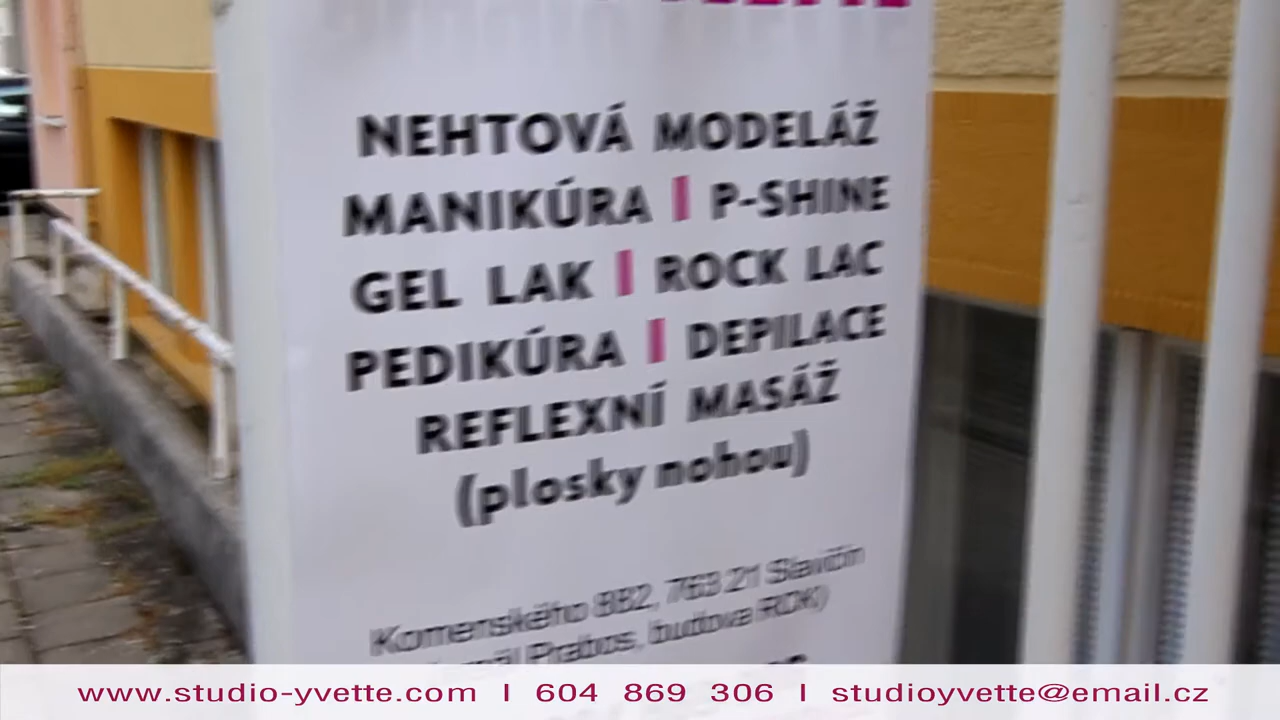 NEHTOVÁ MODELÁŽ
MANIKÚRA I P-SHINE
GEL LAK I ROCK LAC
PEDIKÚRA I DEPILACE
REFLEXNÍ MASÁŽ
(plosky nohou)
Komenského 882, 763 21 Slavičín
Prabos, budova ROK)
www.studio-yvette.com I 604 869 306 I studioyvette@email.cz